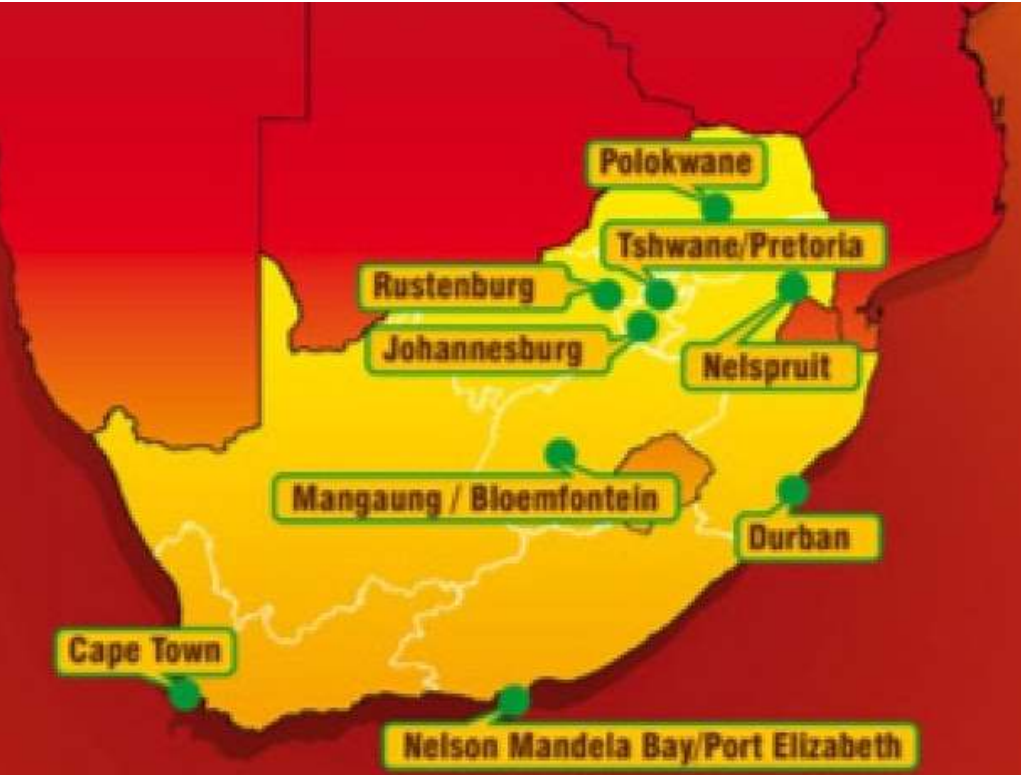 Polokwane
Tshwane/Pretoria
Rustenburg
Johannesburg
Nelspruit
Mangaung / Bloemfontein
Durban
Cape Town
Nelson Mandela Bay/Port Elizabeth